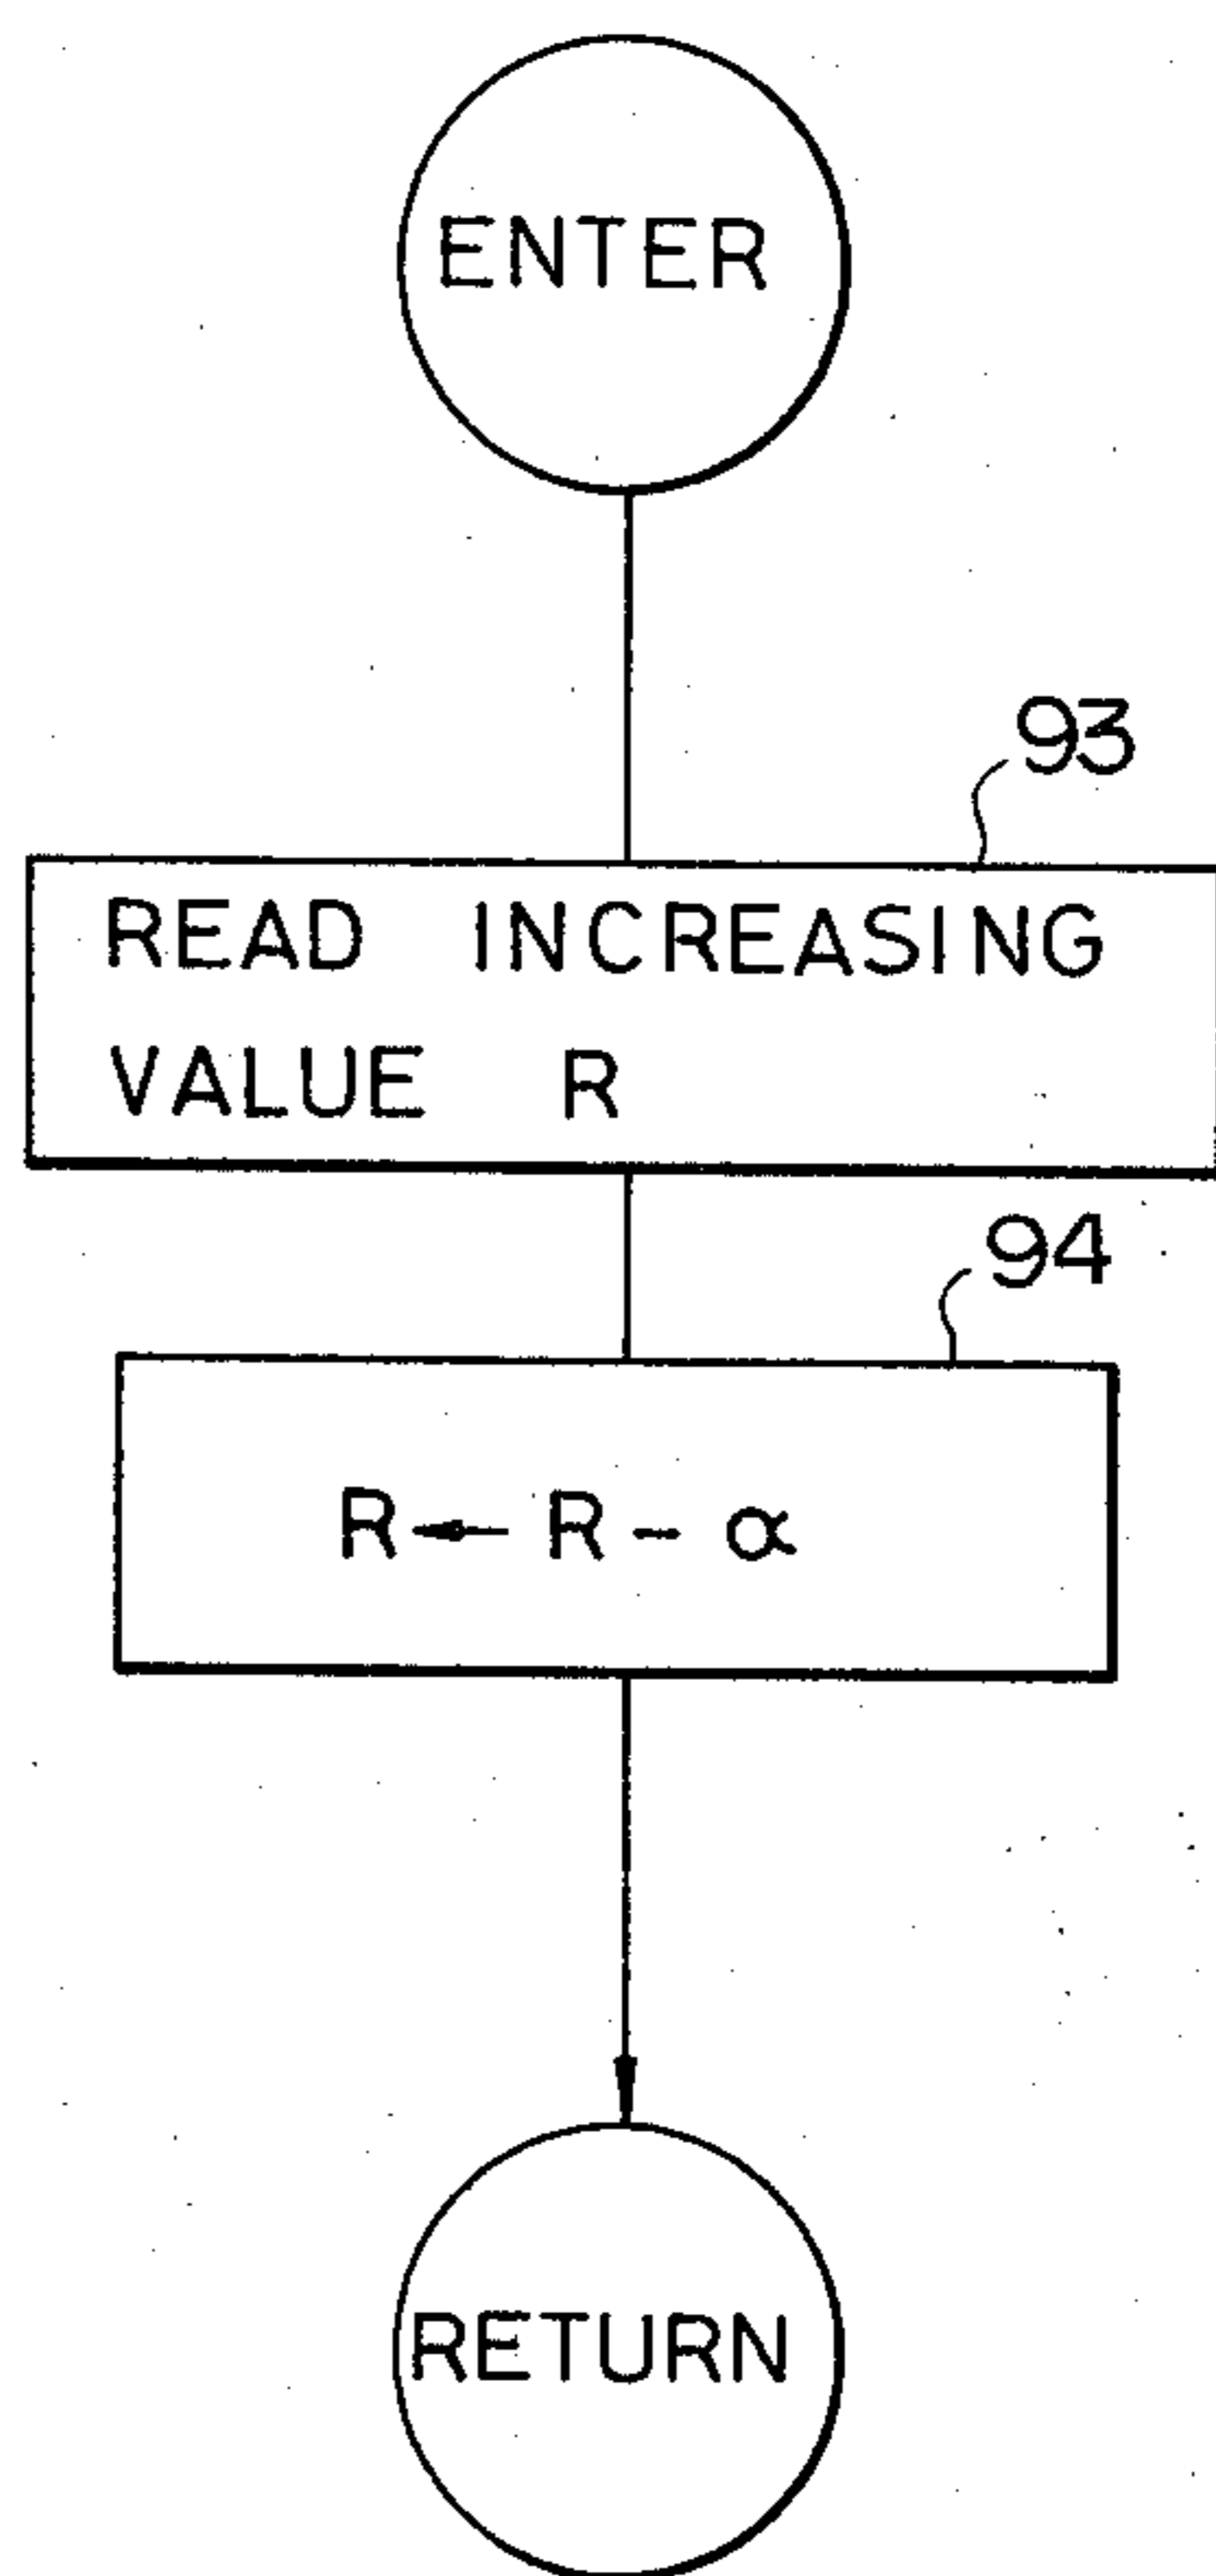 ENTER
93
READ INCREASING
VALUE R
94
R ← R - α
RETURN